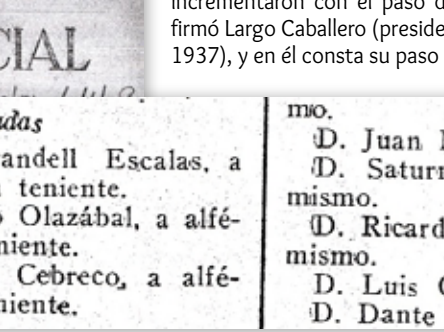 incrementaron con el paso d
firmó Largo Caballero (preside
1937), y en él consta su paso
CIAL
das
andell Escalas, a
teniente.
Olazábal, a alfé-
niente.
Cebreco, a alfé-
niente.
mo.
D. Juan
D. Saturn
mismo.
D. Ricard
mismo.
D. Luis
D. Dante